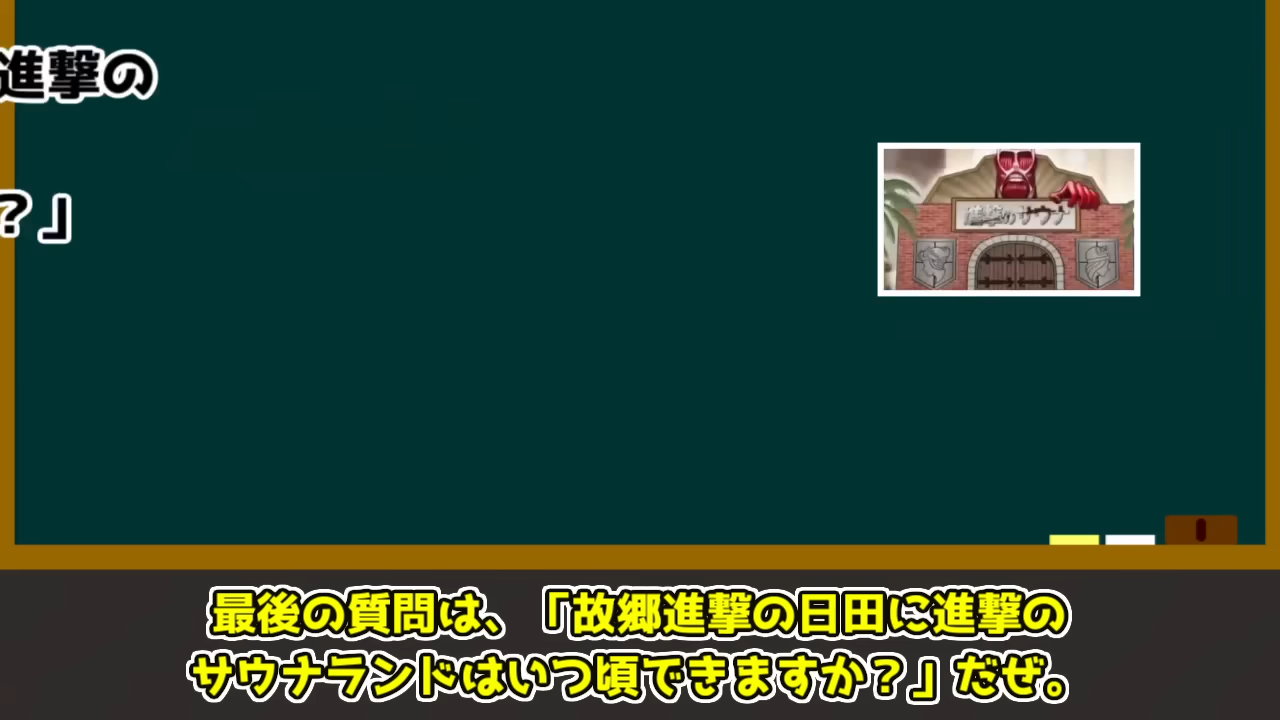 進撃の
？」
進撃のサウナ
最後の質問は、「故郷進撃の日田に進撃の
サウナランドはいつ頃できますか？」だぜ。